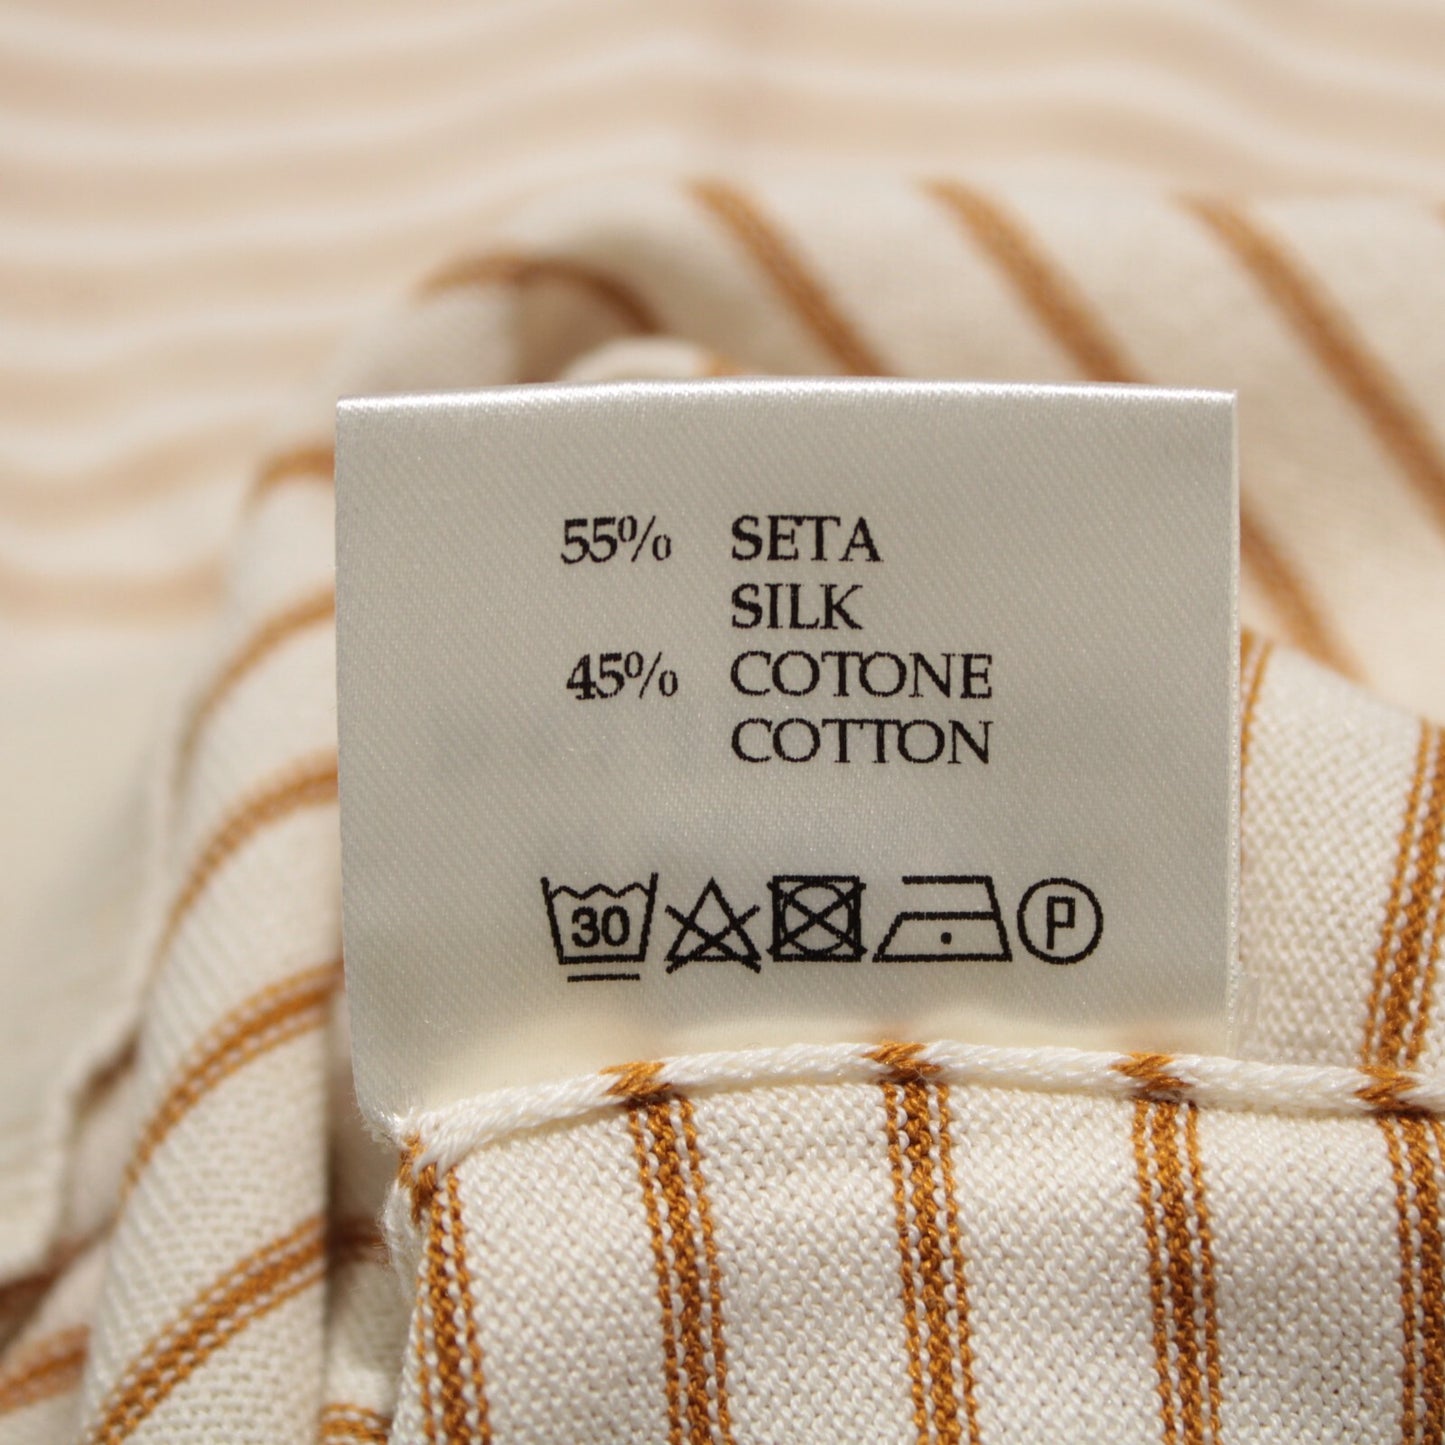 55% SETA
SILK
45% COTONE
COTTON
30 P